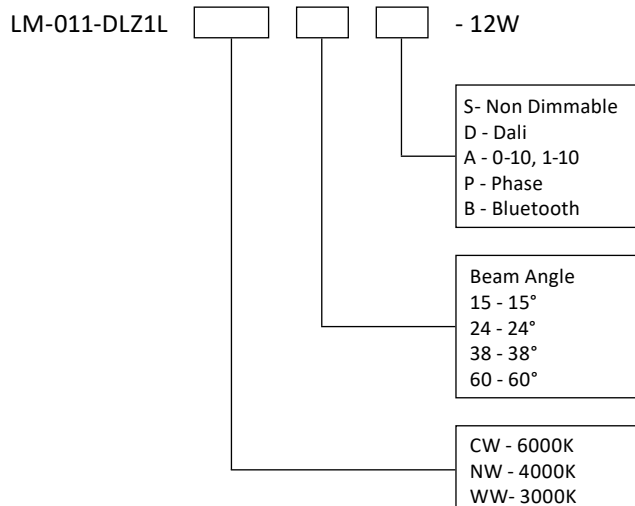 LM-011-DLZ1L - 12W
S- Non Dimmable
D - Dali
A - 0-10, 1-10
P - Phase
B - Bluetooth
Beam Angle
15 - 15°
24 - 24°
38 - 38°
60 - 60°
CW - 6000K
NW - 4000K
WW- 3000K